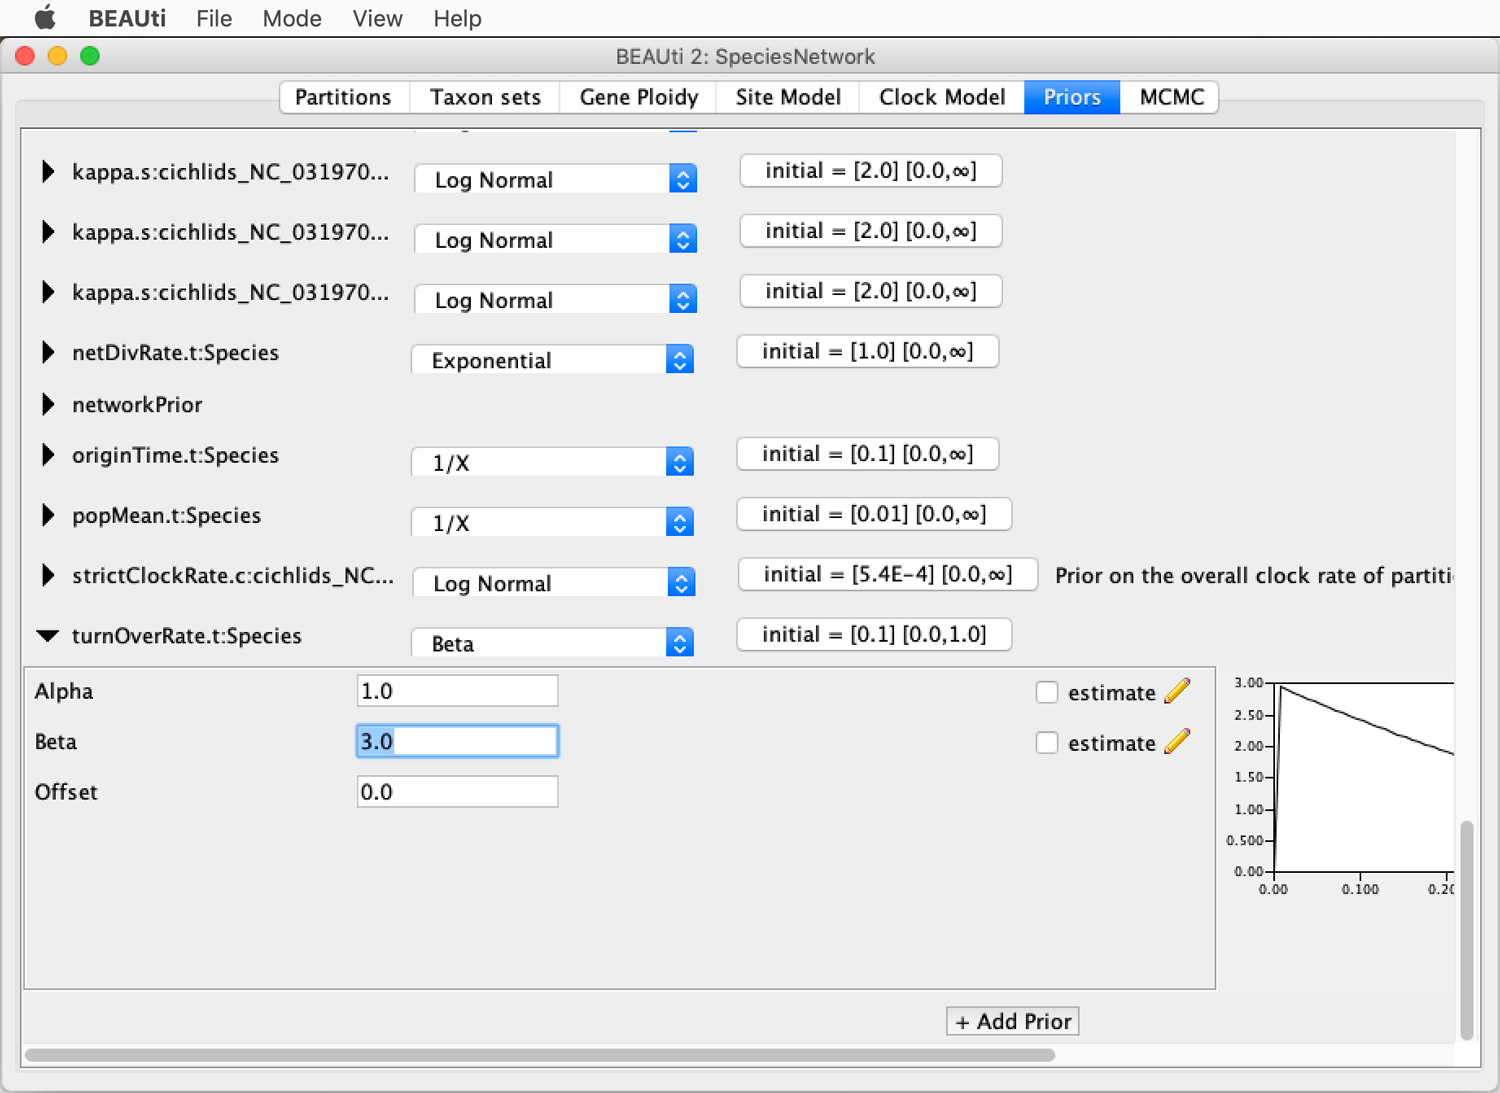 BEAUti File Mode View Help
BEAUti 2: SpeciesNetwork
Partitions Taxon sets Gene Ploidy Site Model Clock Model Priors MCMC
kappa.s:cichlids_NC_031970... Log Normal initial = [2.0] [0.0,∞]
kappa.s:cichlids_NC_031970... Log Normal initial = [2.0] [0.0,∞]
kappa.s:cichlids_NC_031970... Log Normal initial = [2.0] [0.0,∞]
netDivRate.t:Species Exponential initial = [1.0] [0.0,∞]
networkPrior
originTime.t:Species 1/X initial = [0.1] [0.0,∞]
popMean.t:Species 1/X initial = [0.01] [0.0,∞]
strictClockRate.c:cichlids_NC... Log Normal initial = [5.4E-4] [0.0,∞] Prior on the overall clock rate of partiti
turnOverRate.t:Species Beta initial = [0.1] [0.0,1.0]
Alpha 1.0 estimate
Beta 3.0 estimate
Offset 0.0
3.00
2.50
2.00
1.50
1.00
0.500
0.00
0.00 0.100 0.20
+ Add Prior